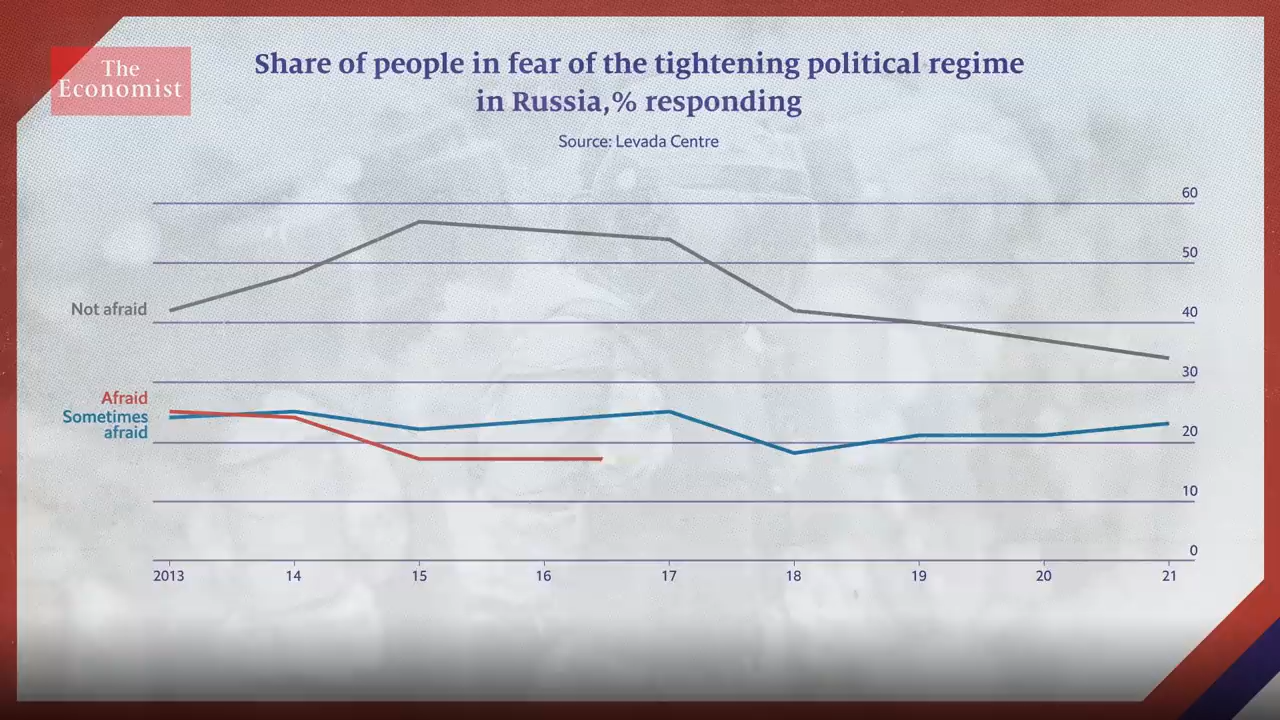 The
Economist
Share of people in fear of the tightening political regime
in Russia,% responding
Source: Levada Centre
60
50
Not afraid
40
30
Afraid
Sometimes
afraid
20
10
0
2013 14 15 16 17 18 19 20 21